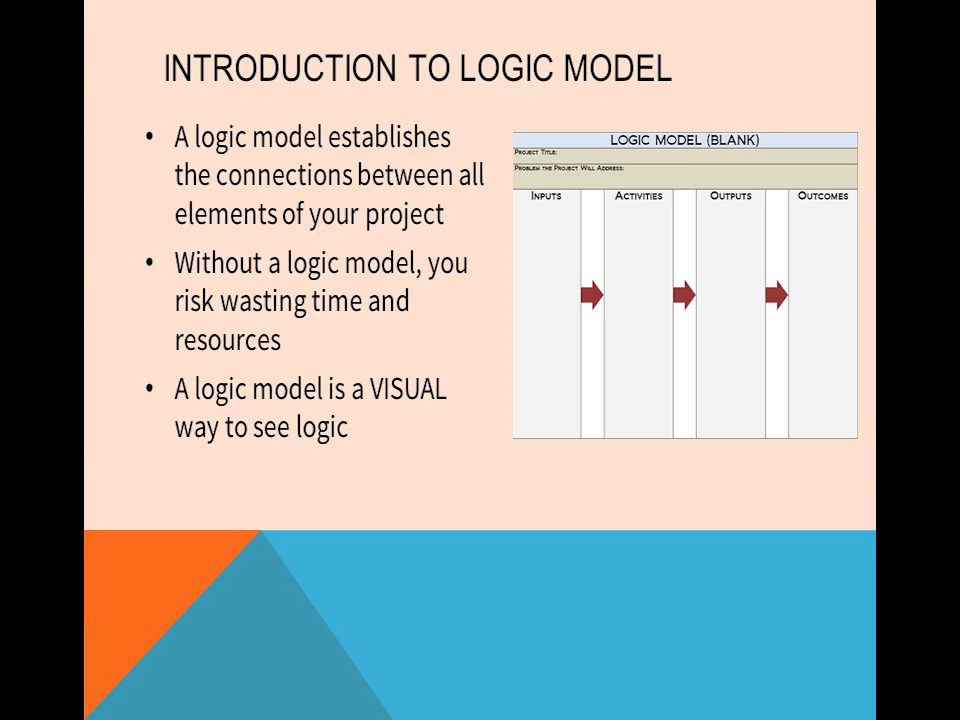 INTRODUCTION TO LOGIC MODEL
• A logic model establishes
the connections between all
elements of your project
• Without a logic model, you
risk wasting time and
resources
• A logic model is a VISUAL
way to see logic
LOGIC MODEL (BLANK)
PROJECT TITLE:
PROBLEM THE PROJECT WILL ADDRESS:
INPUTS
ACTIVITIES
OUTPUTS
OUTCOMES